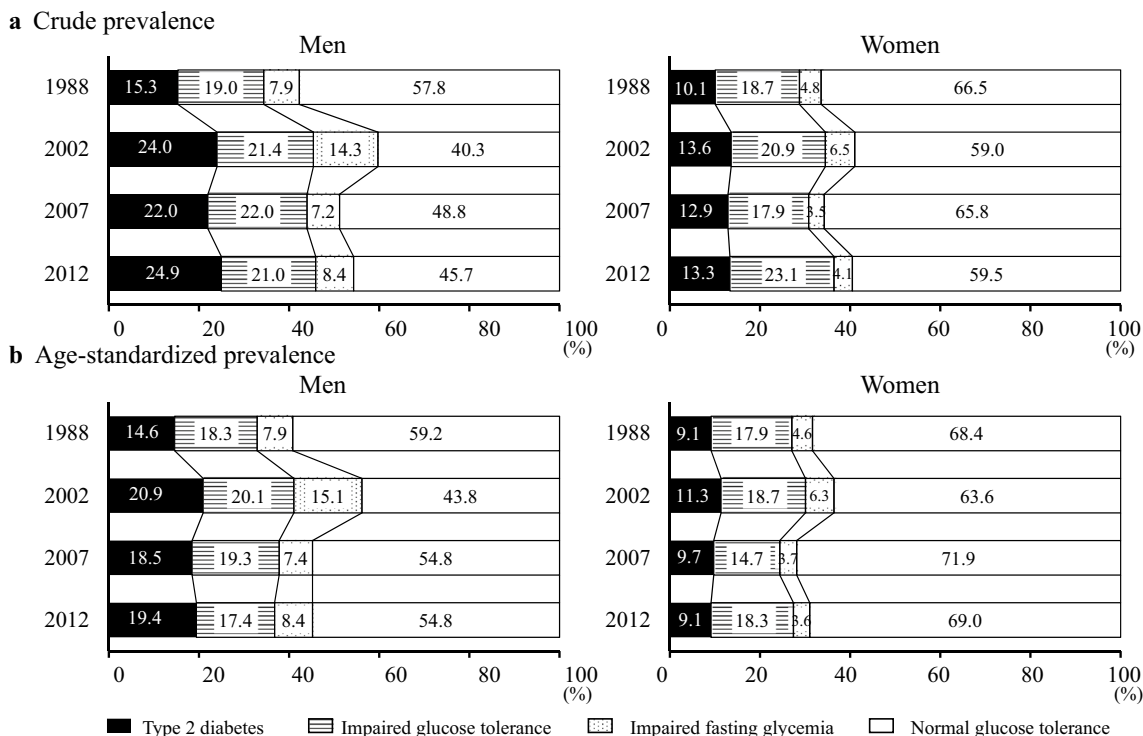 a Crude prevalence
Men
1988 15.3 19.0 7.9 57.8
2002 24.0 21.4 14.3 40.3
2007 22.0 22.0 7.2 48.8
2012 24.9 21.0 8.4 45.7
0 20 40 60 80 100
(%)
Women
1988 10.1 18.7 4.8 66.5
2002 13.6 20.9 6.5 59.0
2007 12.9 17.9 3.5 65.8
2012 13.3 23.1 4.1 59.5
0 20 40 60 80 100
(%)
b Age-standardized prevalence
Men
1988 14.6 18.3 7.9 59.2
2002 20.9 20.1 15.1 43.8
2007 18.5 19.3 7.4 54.8
2012 19.4 17.4 8.4 54.8
0 20 40 60 80 100
(%)
Women
1988 9.1 17.9 4.6 68.4
2002 11.3 18.7 6.3 63.6
2007 9.7 14.7 3.7 71.9
2012 9.1 18.3 3.6 69.0
0 20 40 60 80 100
(%)
Type 2 diabetes Impaired glucose tolerance Impaired fasting glycemia Normal glucose tolerance